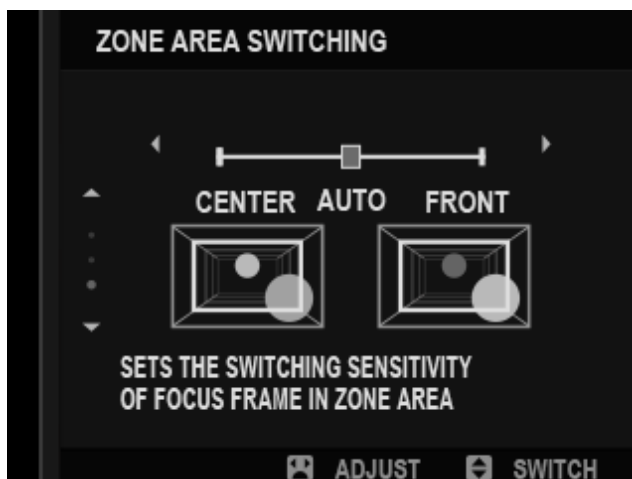 ZONE AREA SWITCHING
CENTER AUTO FRONT
SETS THE SWITCHING SENSITIVITY
OF FOCUS FRAME IN ZONE AREA
ADJUST SWITCH